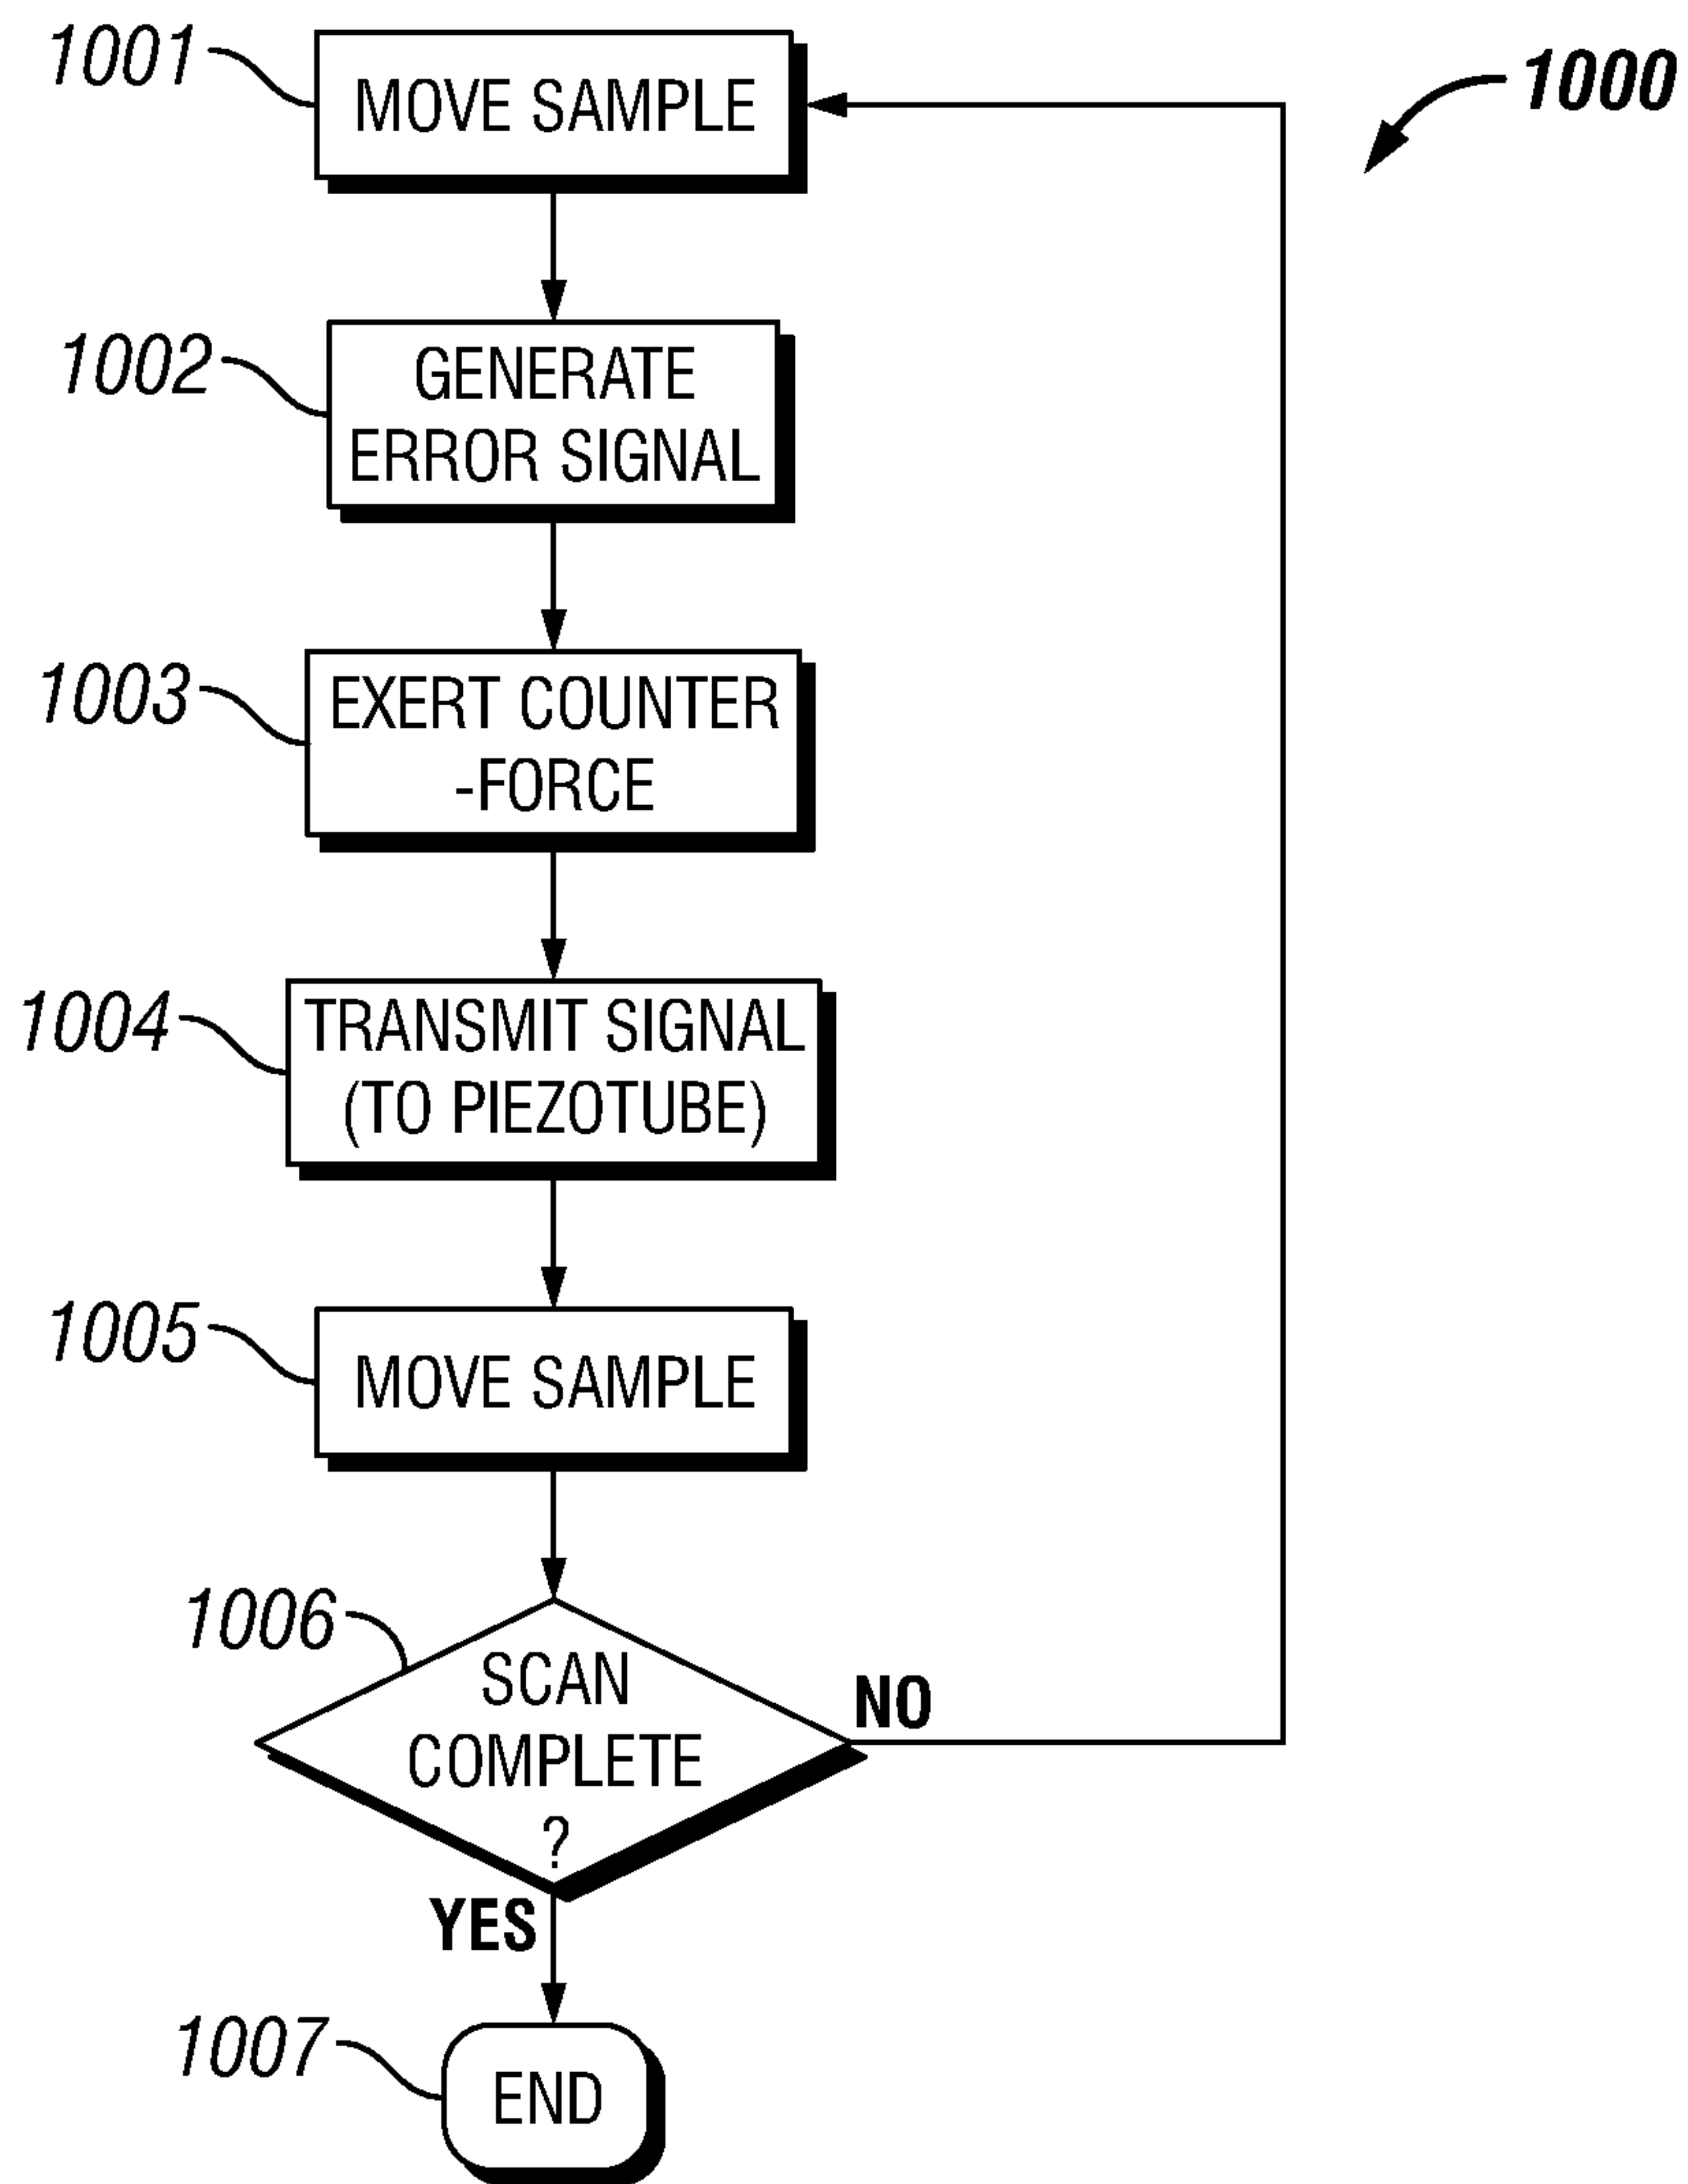 1001
MOVE SAMPLE
1000
1002
GENERATE
ERROR SIGNAL
1003
EXERT COUNTER
-FORCE
1004
TRANSMIT SIGNAL
(TO PIEZOTUBE)
1005
MOVE SAMPLE
1006
SCAN
COMPLETE
?
NO
YES
1007
END